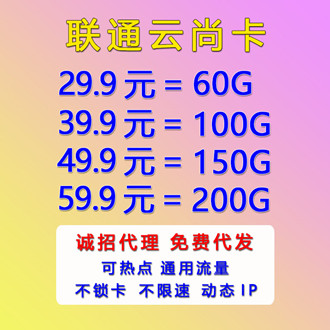 联通云尚卡
29.9 元 = 60G
39.9 元 = 100G
49.9 元 = 150G
59.9 元 = 200G
诚招代理 免费代发
可热点 通用流量
不锁卡 不限速 动态IP